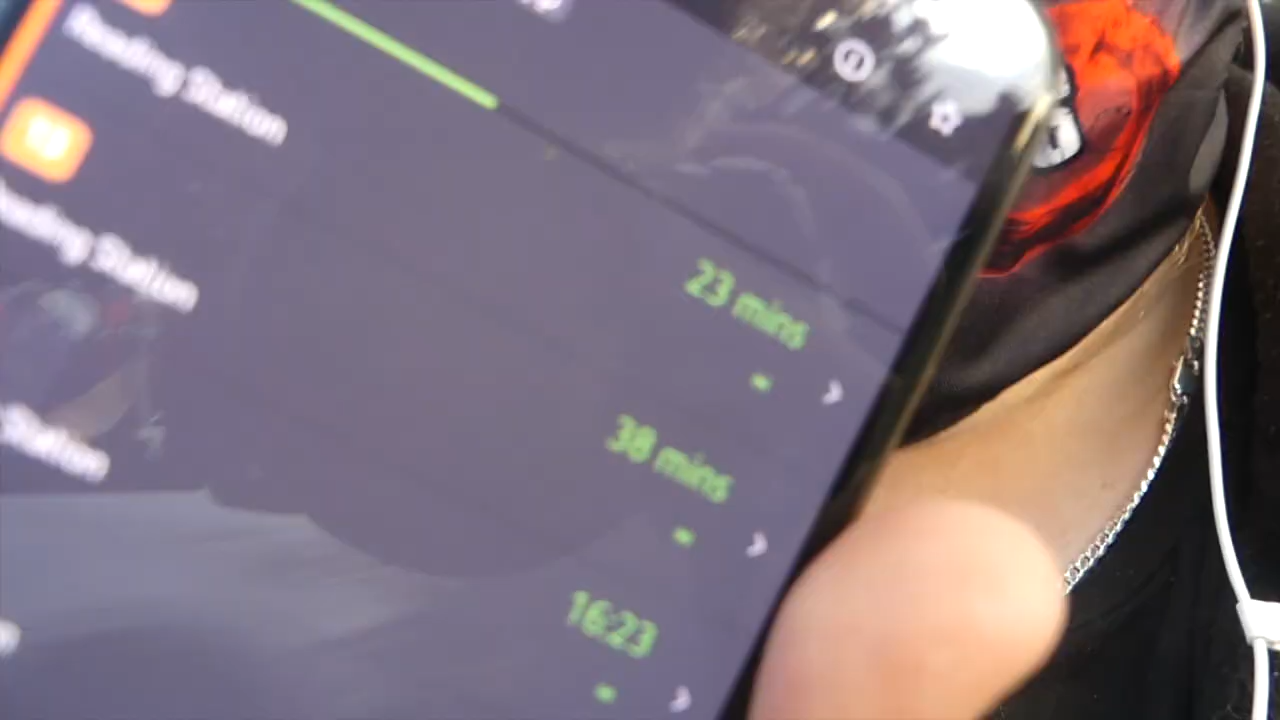 Reading Station
23 mins
Reading Station
38 mins
Station
16:23